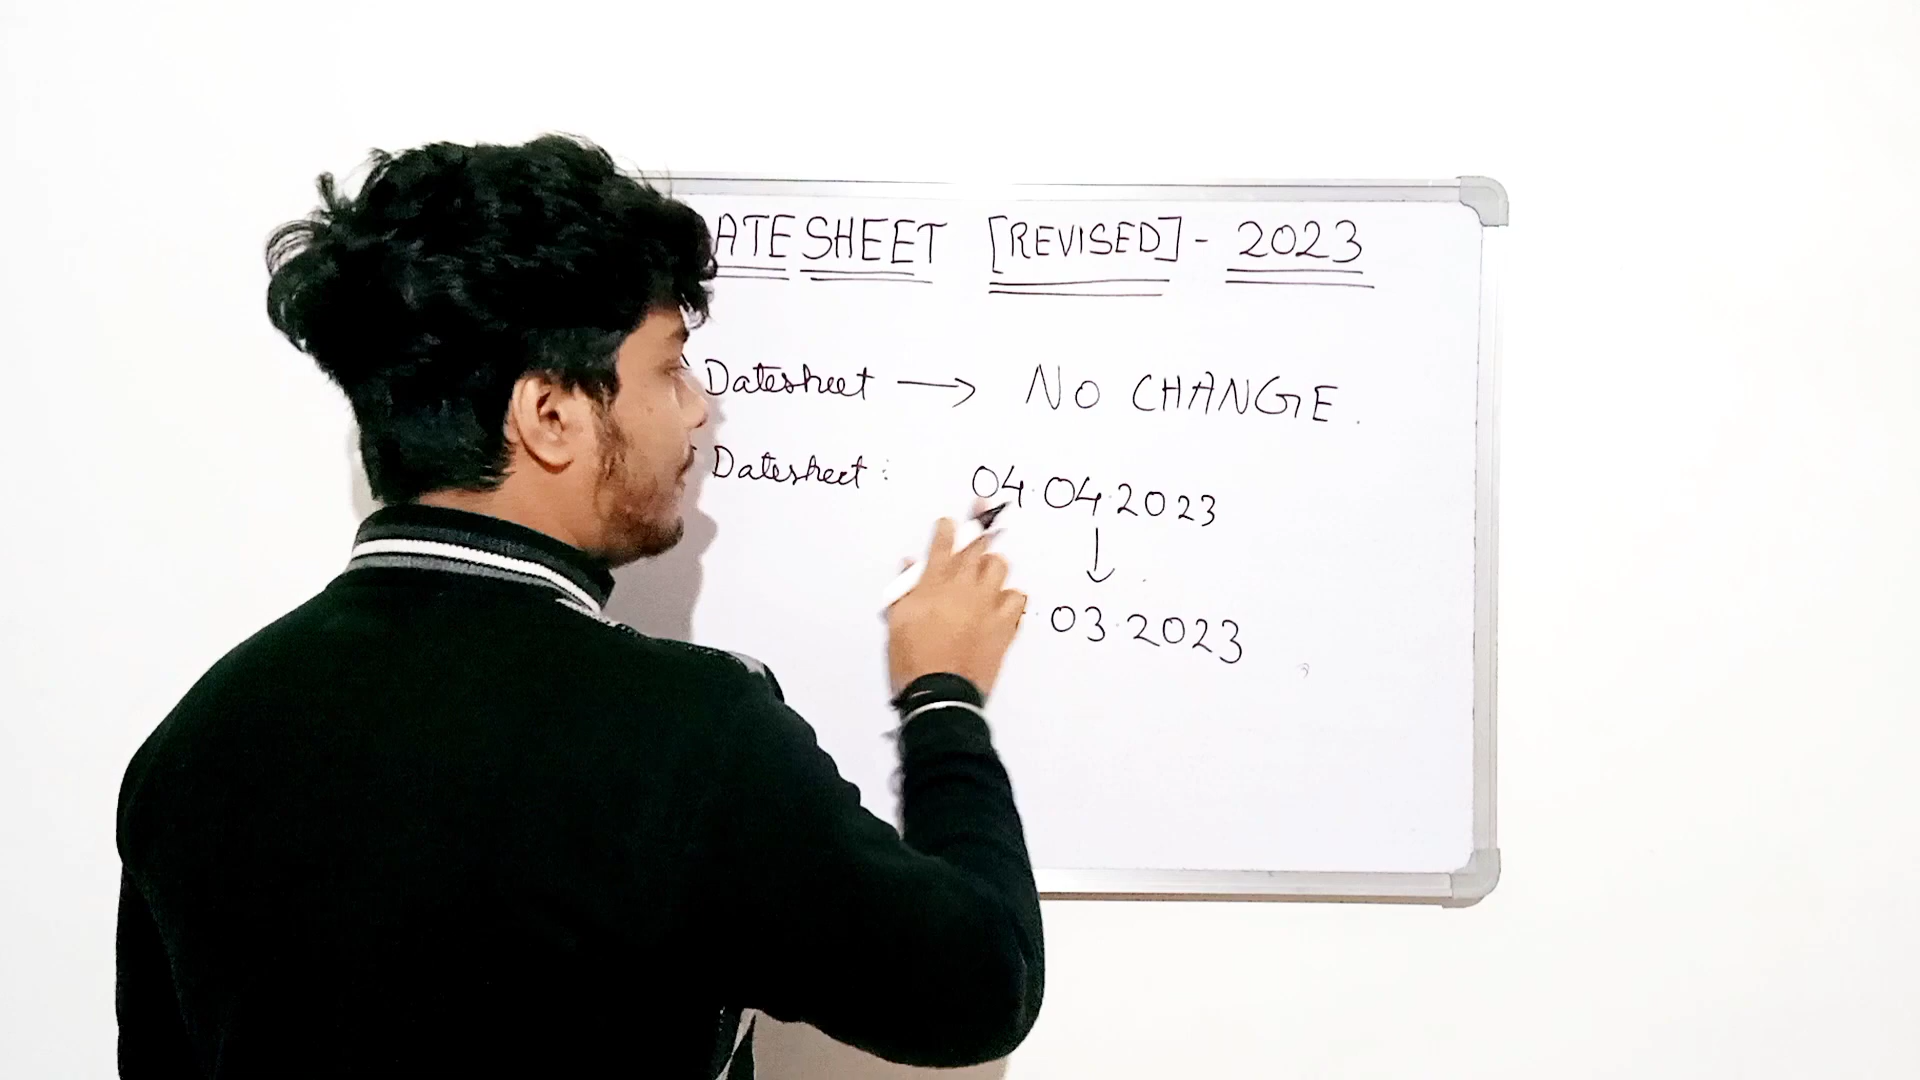 ATESHEET [REVISED] - 2023
Datesheet → NO CHANGE.
Datesheet : 04.04.2023
↓
03.2023